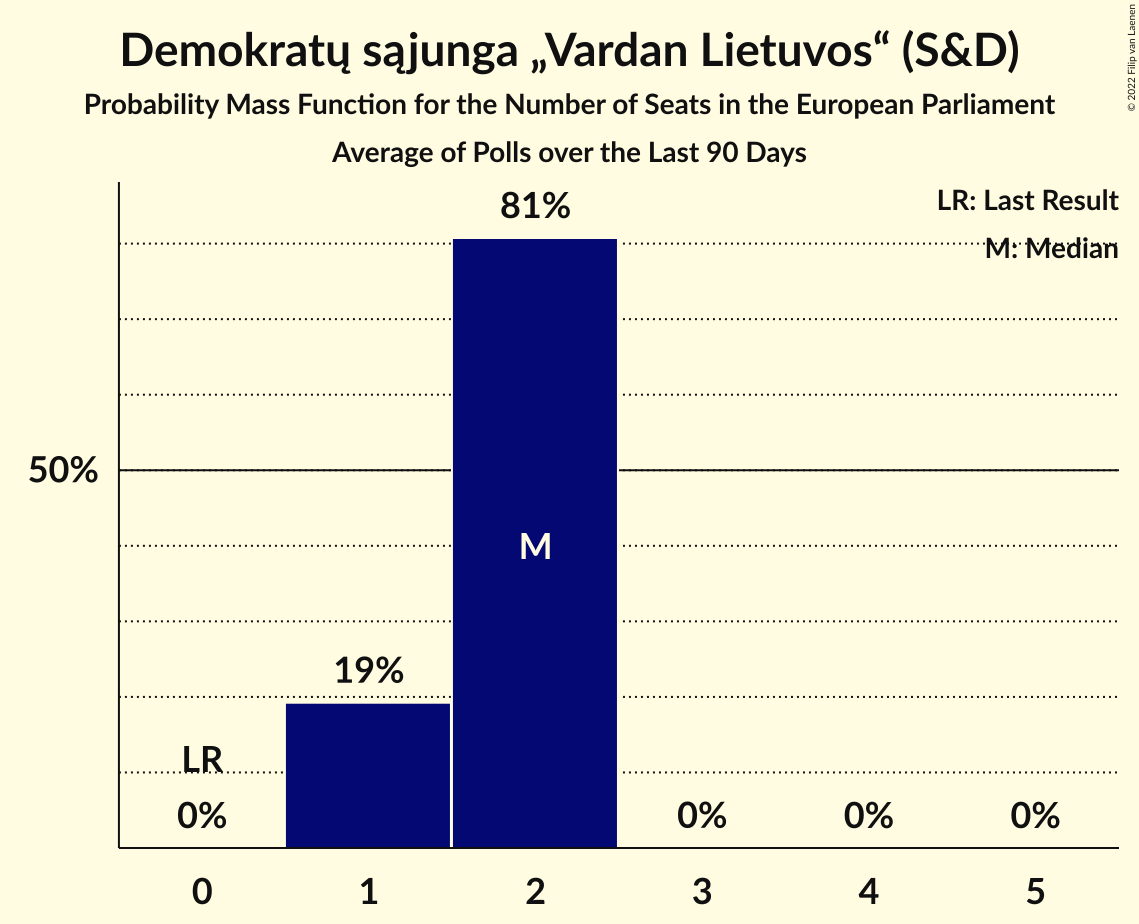 Demokratų sąjunga „Vardan Lietuvos“ (S&D)
Probability Mass Function for the Number of Seats in the European Parliament
Average of Polls over the Last 90 Days
© 2022 Filip van Laenen
LR: Last Result
M: Median
81%
50%
M
19%
LR
0%
0%
0%
0%
0 1 2 3 4 5